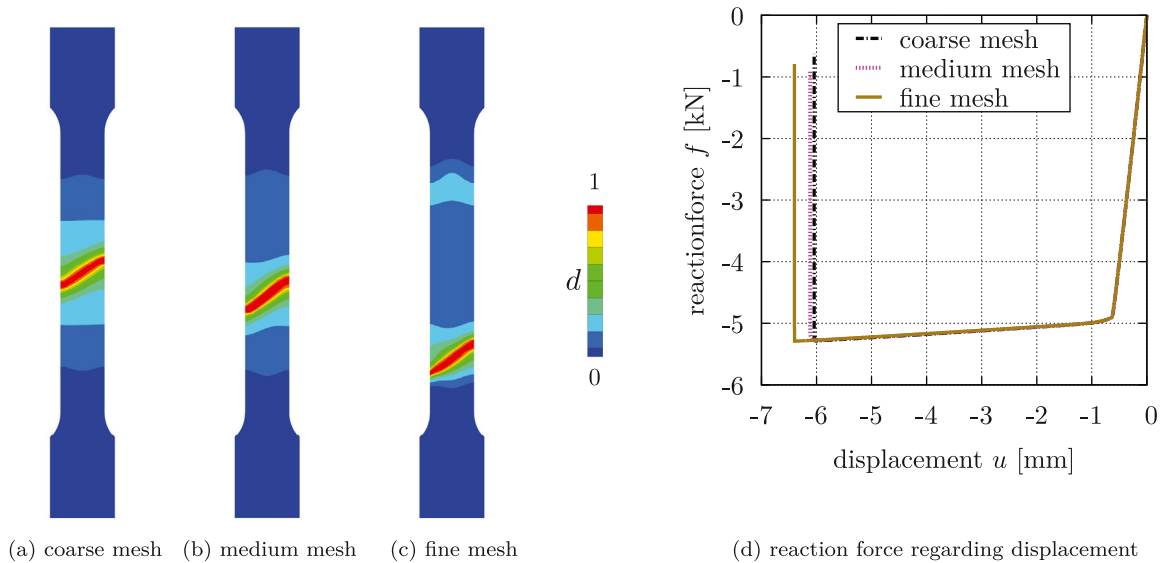 1
d
0
0
-1
-2
-3
-4
-5
-6
reactionforce f [kN]
coarse mesh
medium mesh
fine mesh
-7 -6 -5 -4 -3 -2 -1 0
displacement u [mm]
(a) coarse mesh (b) medium mesh (c) fine mesh (d) reaction force regarding displacement